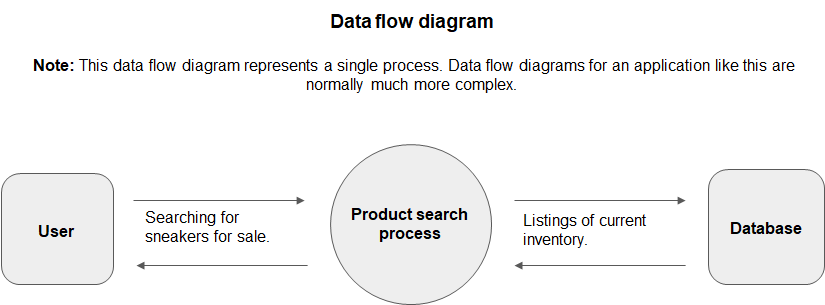 Data flow diagram
Note: This data flow diagram represents a single process. Data flow diagrams for an application like this are
normally much more complex.
User
Searching for
sneakers for sale.
Product search
process
Listings of current
inventory.
Database